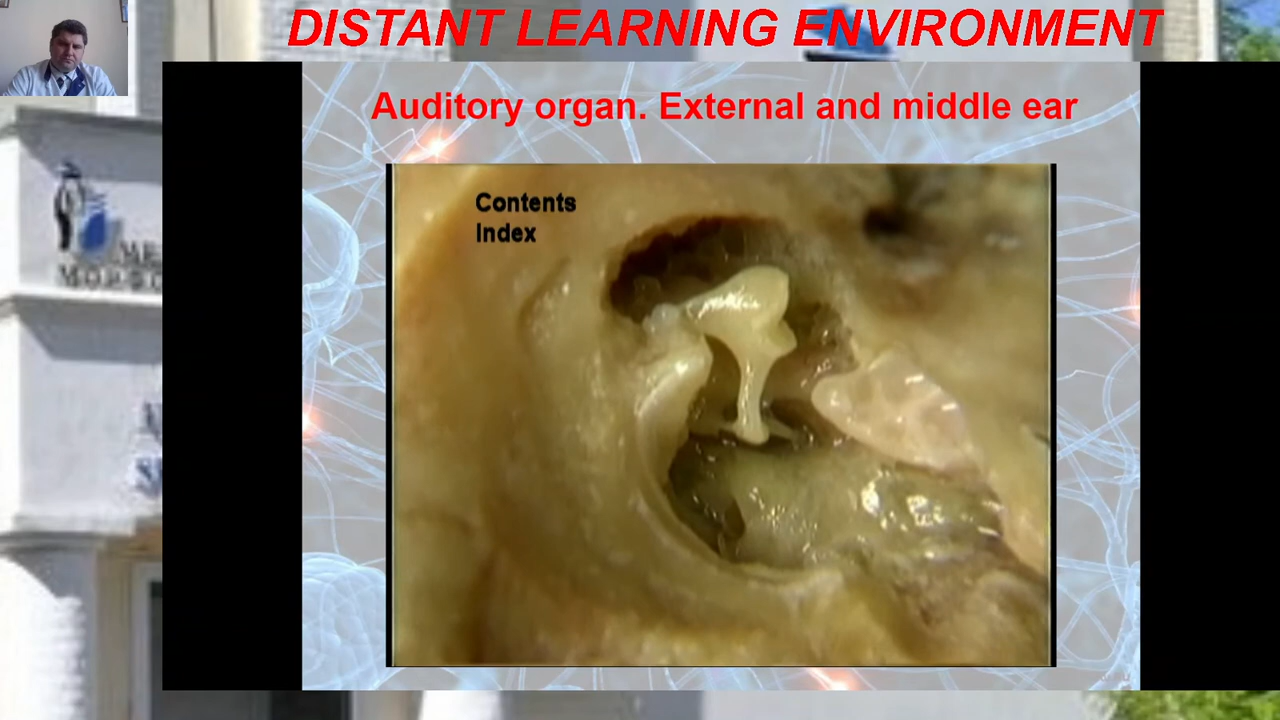 DISTANT LEARNING ENVIRONMENT
Auditory organ. External and middle ear
Contents
Index